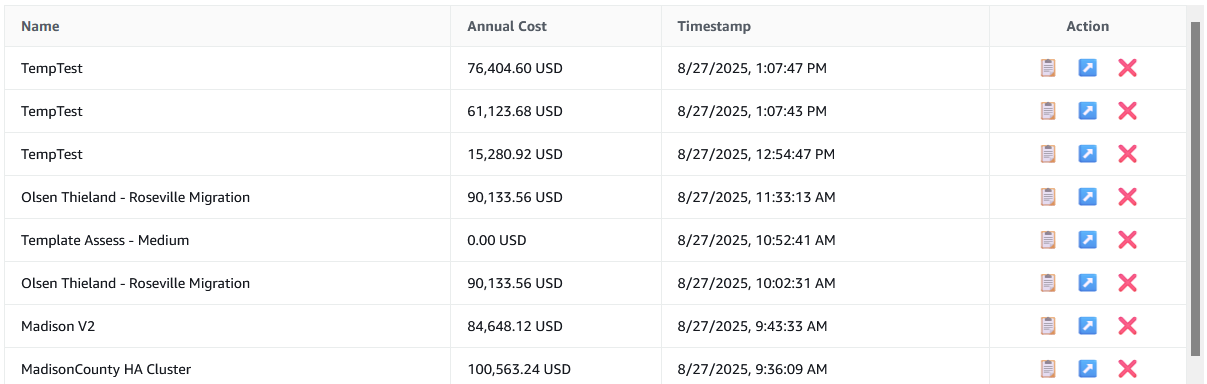 Name Annual Cost Timestamp Action
TempTest 76,404.60 USD 8/27/2025, 1:07:47 PM
TempTest 61,123.68 USD 8/27/2025, 1:07:43 PM
TempTest 15,280.92 USD 8/27/2025, 12:54:47 PM
Olsen Thieland - Roseville Migration 90,133.56 USD 8/27/2025, 11:33:13 AM
Template Assess - Medium 0.00 USD 8/27/2025, 10:52:41 AM
Olsen Thieland - Roseville Migration 90,133.56 USD 8/27/2025, 10:02:31 AM
Madison V2 84,648.12 USD 8/27/2025, 9:43:33 AM
MadisonCounty HA Cluster 100,563.24 USD 8/27/2025, 9:36:09 AM